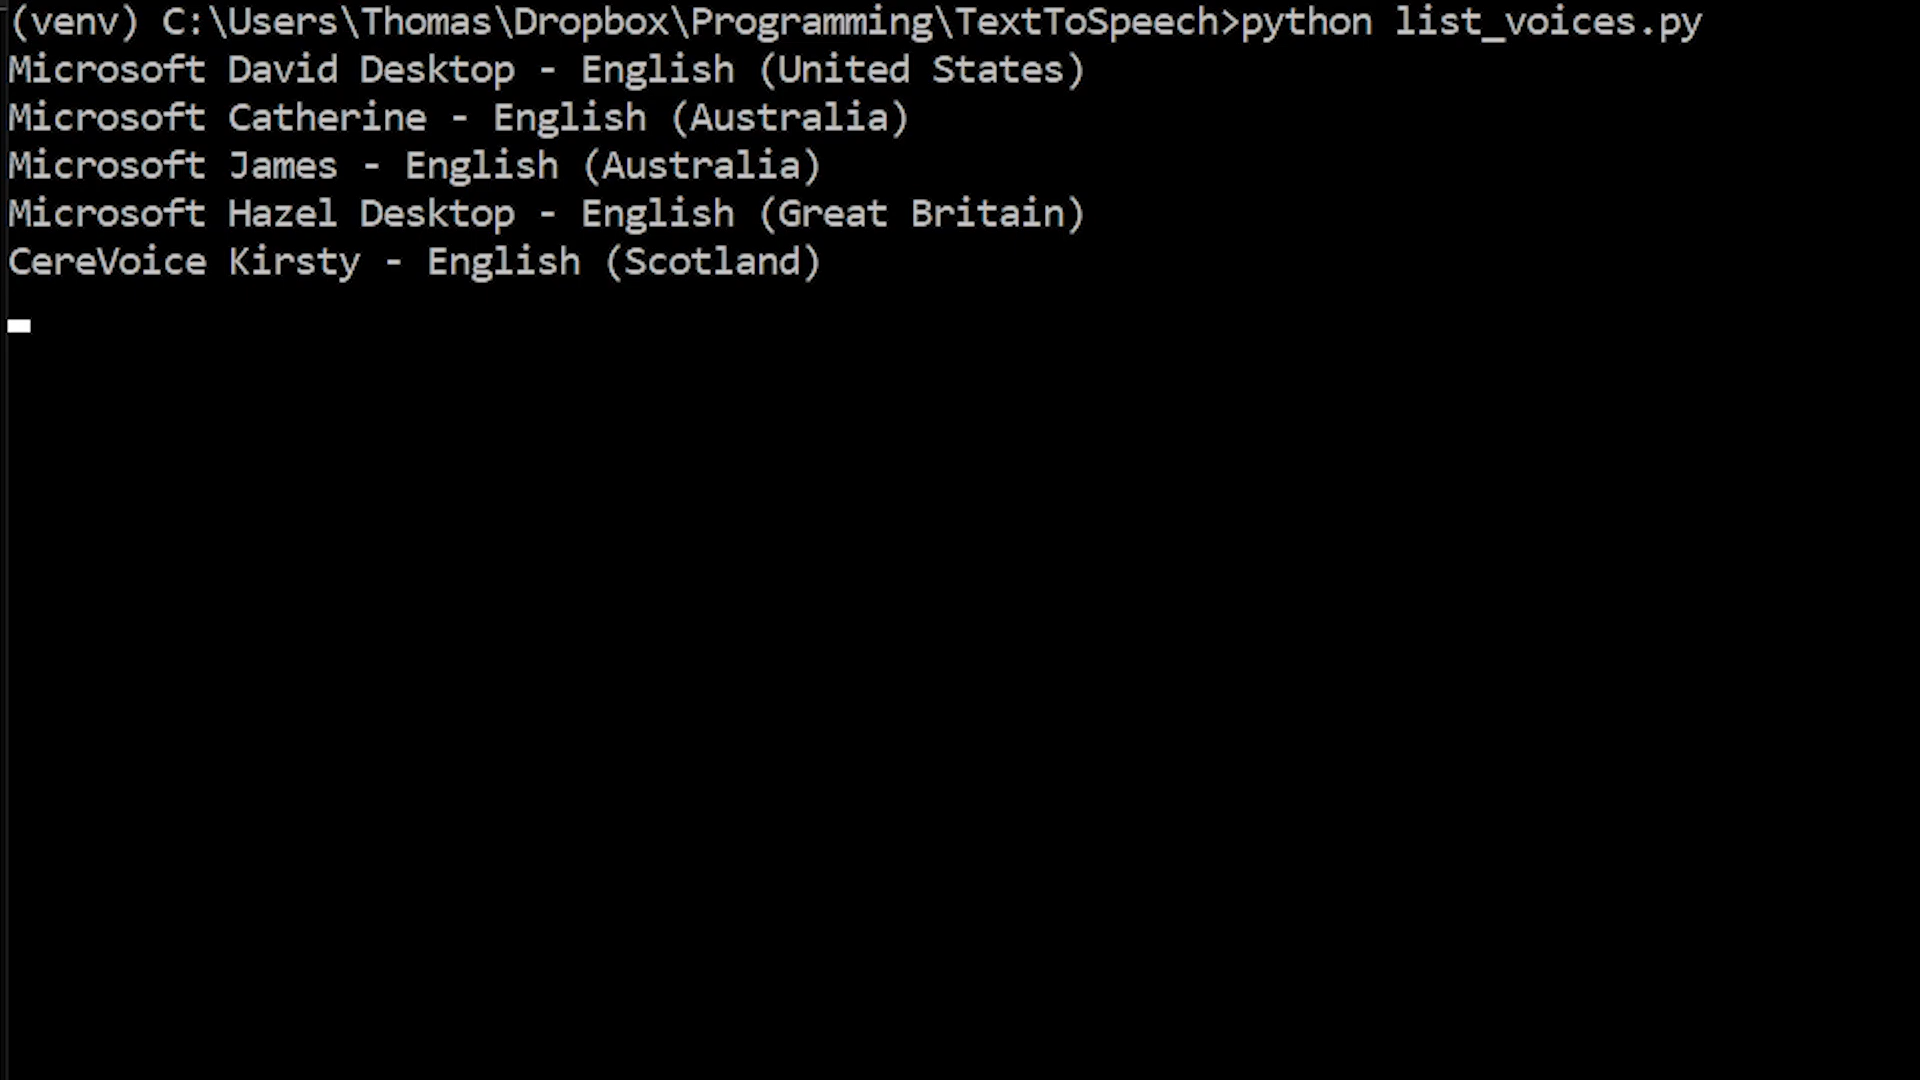 (venv) C:\Users\Thomas\Dropbox\Programming\TextToSpeech>python list_voices.py
Microsoft David Desktop - English (United States)
Microsoft Catherine - English (Australia)
Microsoft James - English (Australia)
Microsoft Hazel Desktop - English (Great Britain)
CereVoice Kirsty - English (Scotland)